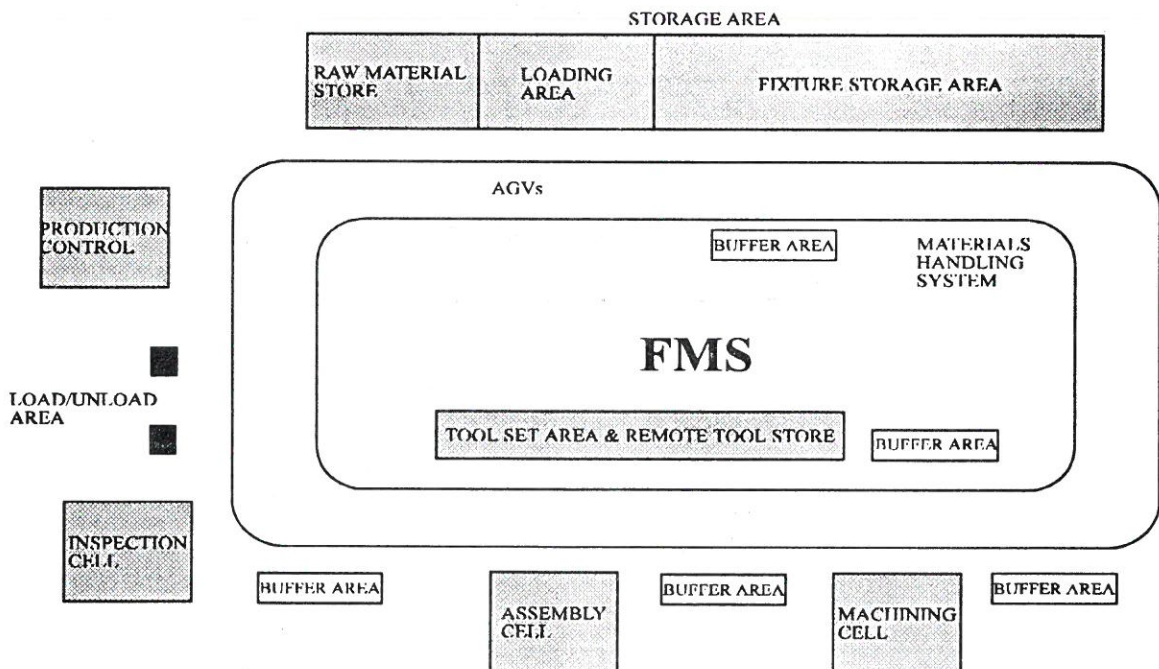 STORAGE AREA
RAW MATERIAL
STORE
LOADING
AREA
FIXTURE STORAGE AREA
AGVs
PRODUCTION
CONTROL
BUFFER AREA
MATERIALS
HANDLING
SYSTEM
FMS
LOAD/UNLOAD
AREA
TOOL SET AREA & REMOTE TOOL STORE
BUFFER AREA
INSPECTION
CELL
BUFFER AREA
ASSEMBLY
CELL
BUFFER AREA
MACHINING
CELL
BUFFER AREA